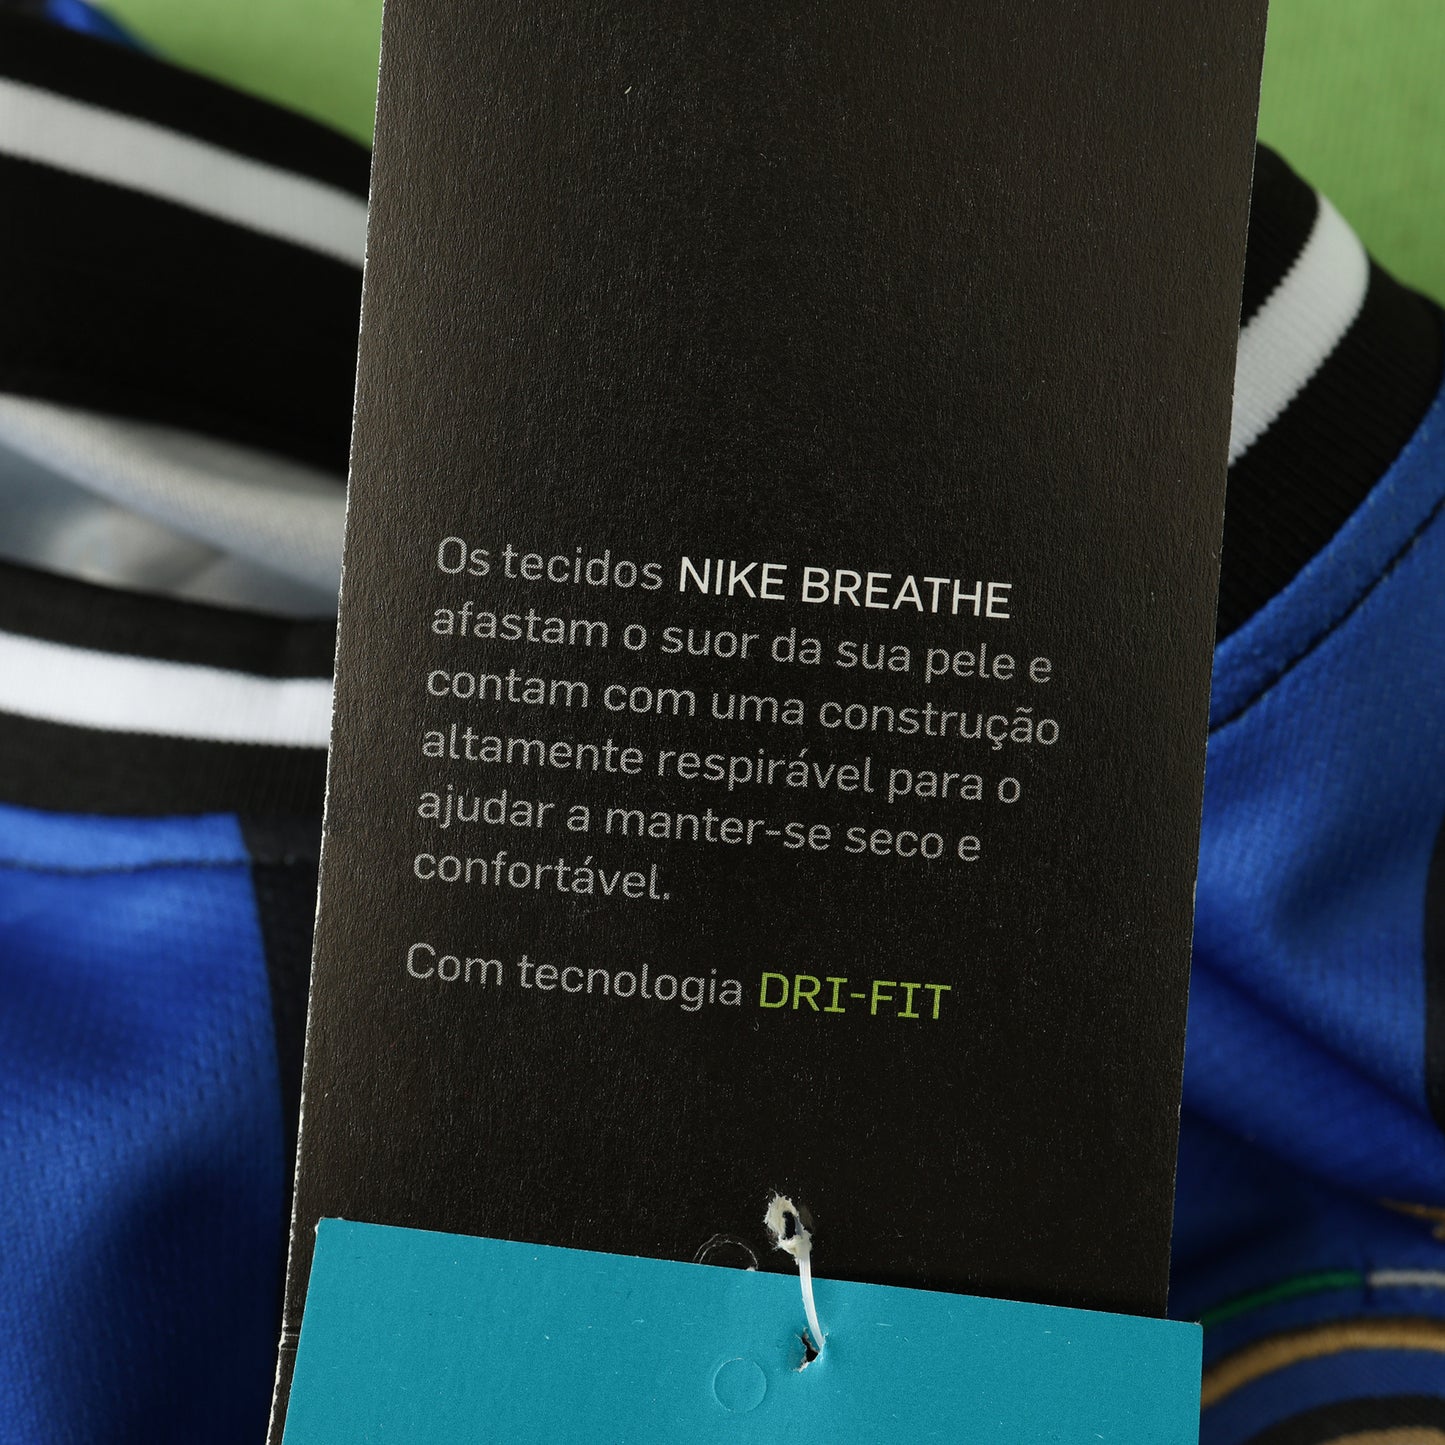 Os tecidos NIKE BREATHE
afastam o suor da sua pele e
contam com uma construção
altamente respirável para o
ajudar a manter-se seco e
confortável.
Com tecnologia DRI-FIT